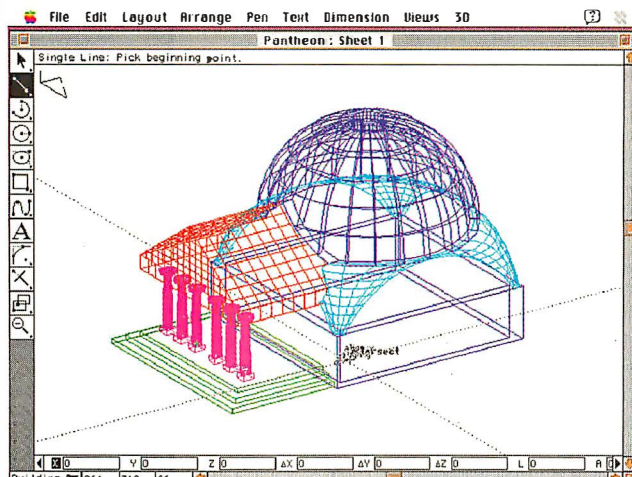 File Edit Layout Arrange Pen Text Dimension Views 3D
Pantheon : Sheet 1
Single Line: Pick beginning point.
A
X 0 Y 0 Z 0 ΔX 0 ΔY 0 ΔZ 0 L 0 A